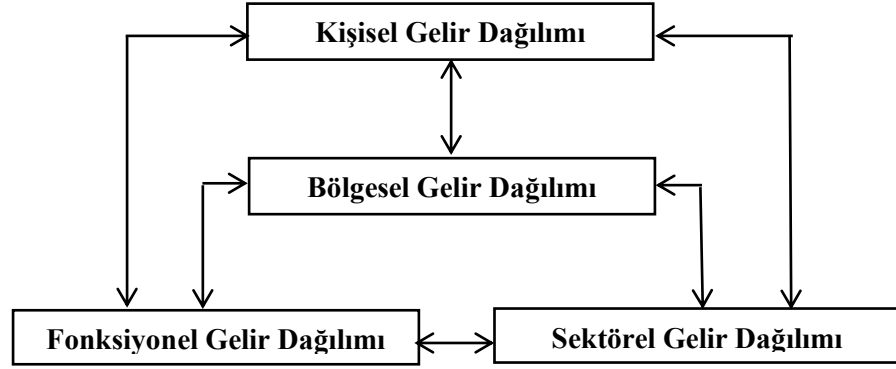 Kişisel Gelir Dağılımı
Bölgesel Gelir Dağılımı
Fonksiyonel Gelir Dağılımı
Sektörel Gelir Dağılımı